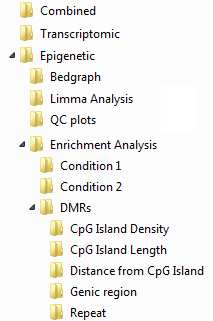 Combined
Transcriptomic
Epigenetic
Bedgraph
Limma Analysis
QC plots
Enrichment Analysis
Condition 1
Condition 2
DMRs
CpG Island Density
CpG Island Length
Distance from CpG Island
Genic region
Repeat